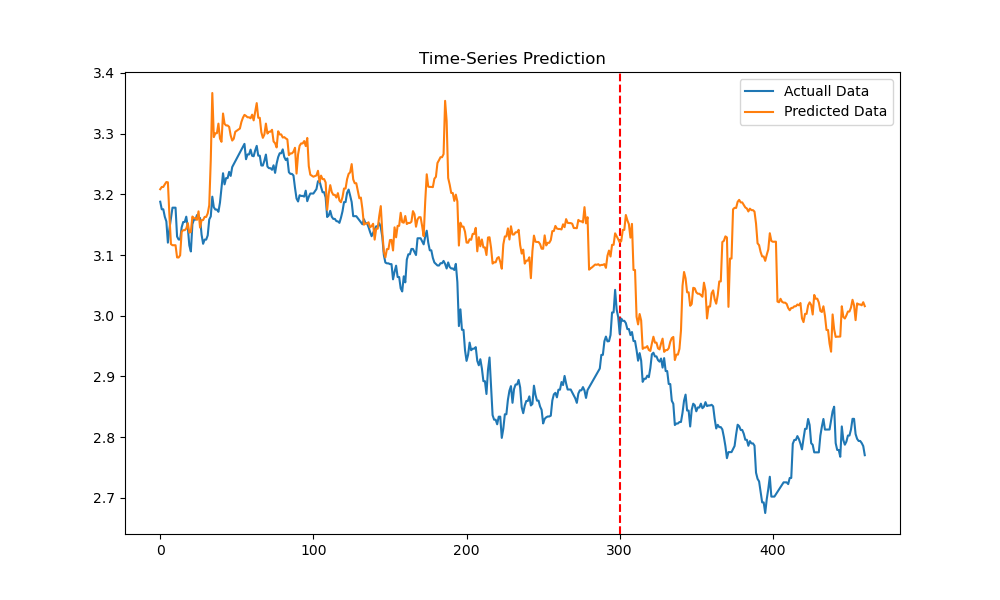 Time-Series Prediction
Actuall Data
Predicted Data
3.4
3.3
3.2
3.1
3.0
2.9
2.8
2.7
0 100 200 300 400